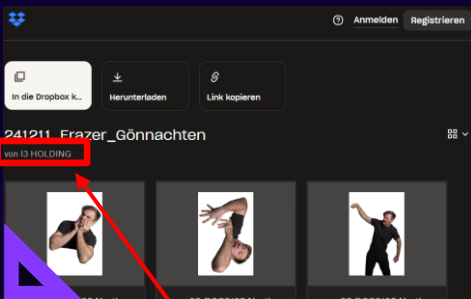 Anmelden Registrieren
In die Dropbox k... Herunterladen Link kopieren
241211_Frazer_Gönnachten
von I3 HOLDING